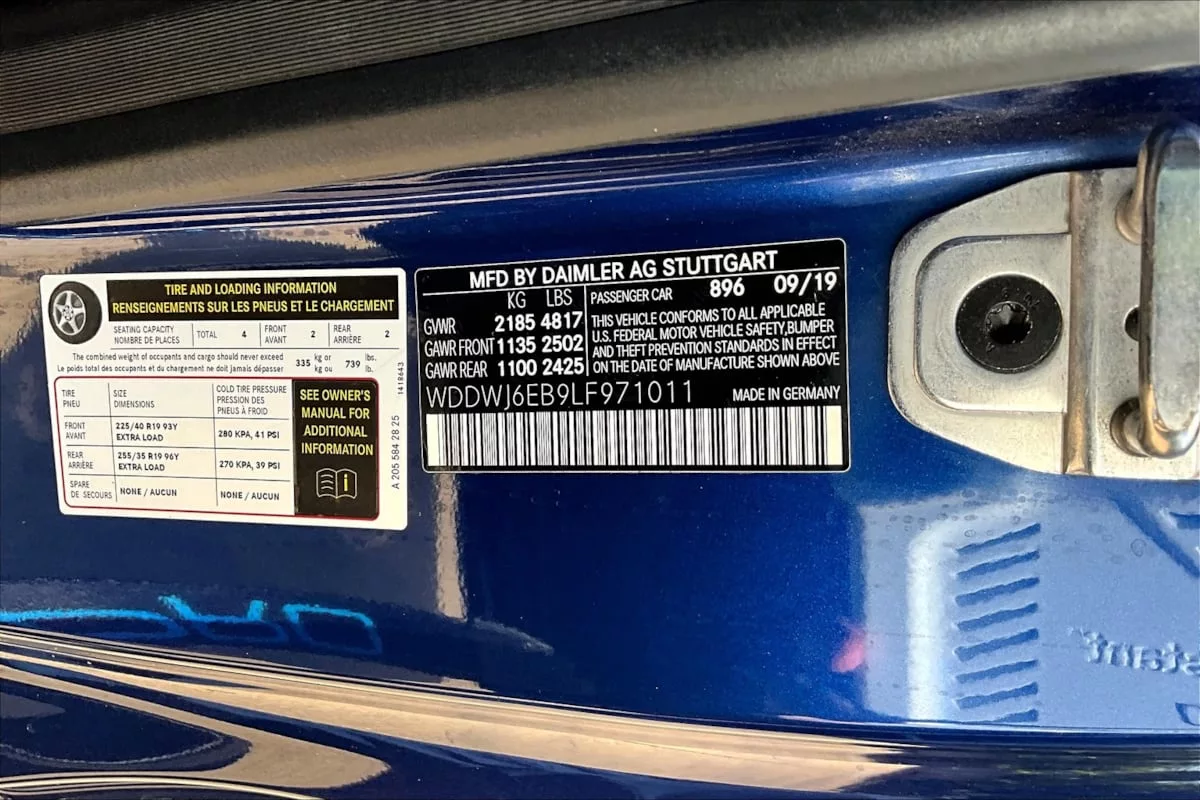 TIRE AND LOADING INFORMATION
RENSEIGNEMENTS SUR LES PNEUS ET LE CHARGEMENT
SEATING CAPACITY
NOMBRE DE PLACES
TOTAL 4
FRONT
AVANT
2
REAR
ARRIÈRE
2
The combined weight of occupants and cargo should never exceed
Le poids total des occupants et du chargement ne doit jamais dépasser
335 kg or
kg ou
739 lbs.
lb.
TIRE
PNEU
SIZE
DIMENSIONS
COLD TIRE PRESSURE
PRESSION DES
PNEUS À FROID
FRONT
AVANT
225/40 R19 93Y
EXTRA LOAD
280 KPA, 41 PSI
REAR
ARRIÈRE
255/35 R19 96Y
EXTRA LOAD
270 KPA, 39 PSI
SPARE
DE SECOURS
NONE / AUCUN
NONE / AUCUN
SEE OWNER'S
MANUAL FOR
ADDITIONAL
INFORMATION
i
1418643
A 205 584 28 25
MFD BY DAIMLER AG STUTTGART
KG LBS
GVWR 2185 4817
GAWR FRONT 1135 2502
GAWR REAR 1100 2425
PASSENGER CAR 896 09/19
THIS VEHICLE CONFORMS TO ALL APPLICABLE
U.S. FEDERAL MOTOR VEHICLE SAFETY,BUMPER
AND THEFT PREVENTION STANDARDS IN EFFECT
ON THE DATE OF MANUFACTURE SHOWN ABOVE
WDDWJ6EB9LF971011
MADE IN GERMANY